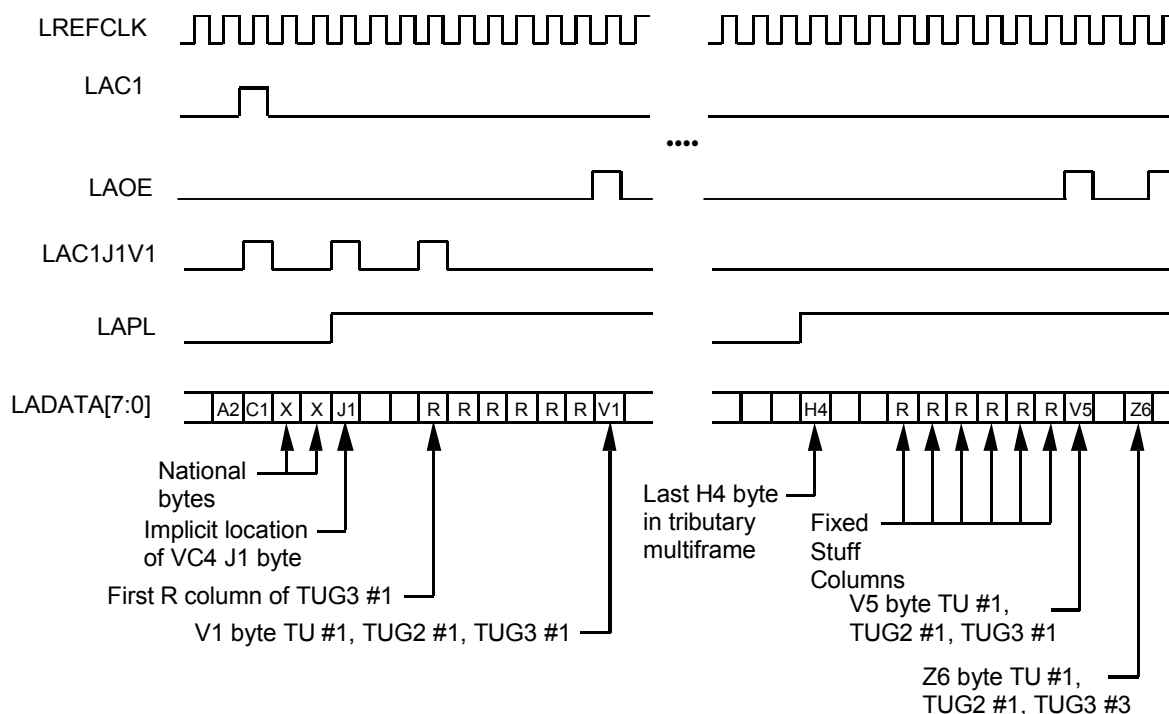 LREFCLK
LAC1
....
LAOE
LAC1J1V1
LAPL
LADATA[7:0]
A2 C1 X X J1 R R R R R R V1
H4 R R R R R R V5 Z6
National
bytes
Implicit location
of VC4 J1 byte
First R column of TUG3 #1
V1 byte TU #1, TUG2 #1, TUG3 #1
Last H4 byte
in tributary
multiframe
Fixed
Stuff
Columns
V5 byte TU #1,
TUG2 #1, TUG3 #1
Z6 byte TU #1,
TUG2 #1, TUG3 #3